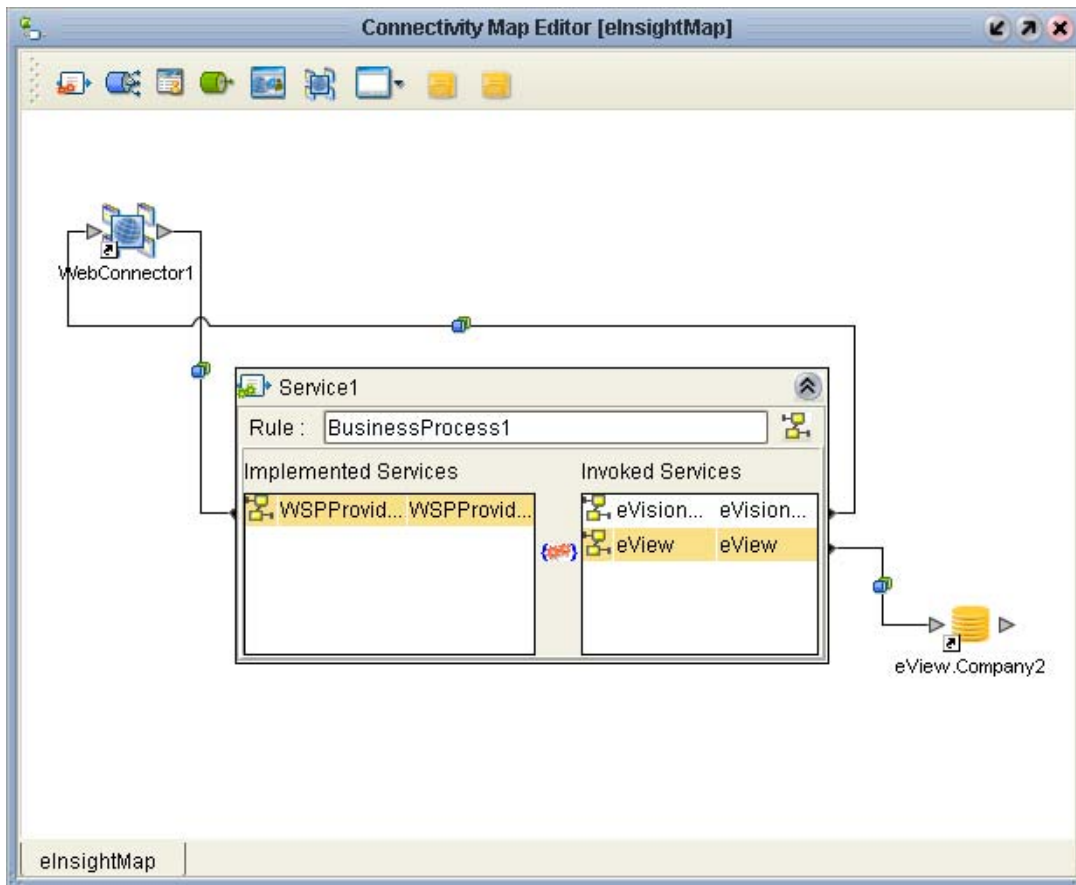 Connectivity Map Editor [eInsightMap]
WebConnector1
Service1
Rule : BusinessProcess1
Implemented Services Invoked Services
WSPProvid... WSPProvid... eVision... eVision...
eView eView
eView.Company2
eInsightMap